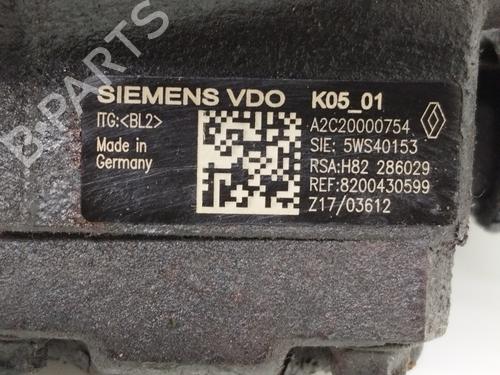 B-PARTS
SIEMENS VDO K05_01
ITG:<BL2> A2C20000754
Made in SIE: 5WS40153
Germany RSA:H82 286029
REF:8200430599
Z17/03612